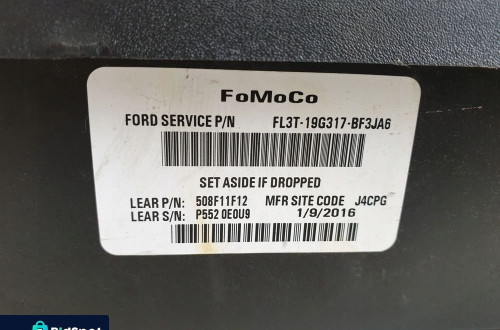 FoMoCo
FORD SERVICE P/N FL3T-19G317-BF3JA6
SET ASIDE IF DROPPED
LEAR P/N: 508F11F12 MFR SITE CODE J4CPG
LEAR S/N: P552 0E0U9 1/9/2016
BidSpot